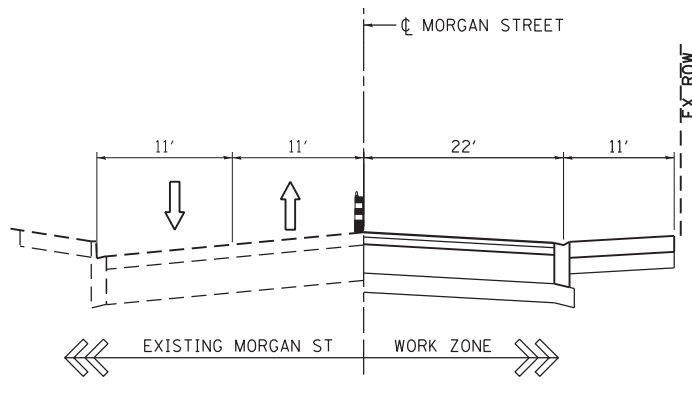 ℄ MORGAN STREET
EX ROW
11' 11' 22' 11'
EXISTING MORGAN ST WORK ZONE